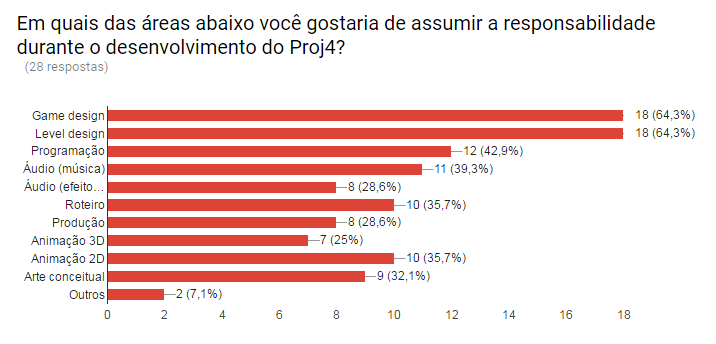 Em quais das áreas abaixo você gostaria de assumir a responsabilidade
durante o desenvolvimento do Proj4?
(28 respostas)
Game design 18 (64,3%)
Level design 18 (64,3%)
Programação 12 (42,9%)
Áudio (música) 11 (39,3%)
Áudio (efeito... 8 (28,6%)
Roteiro 10 (35,7%)
Produção 8 (28,6%)
Animação 3D 7 (25%)
Animação 2D 10 (35,7%)
Arte conceitual 9 (32,1%)
Outros 2 (7,1%)
0 2 4 6 8 10 12 14 16 18